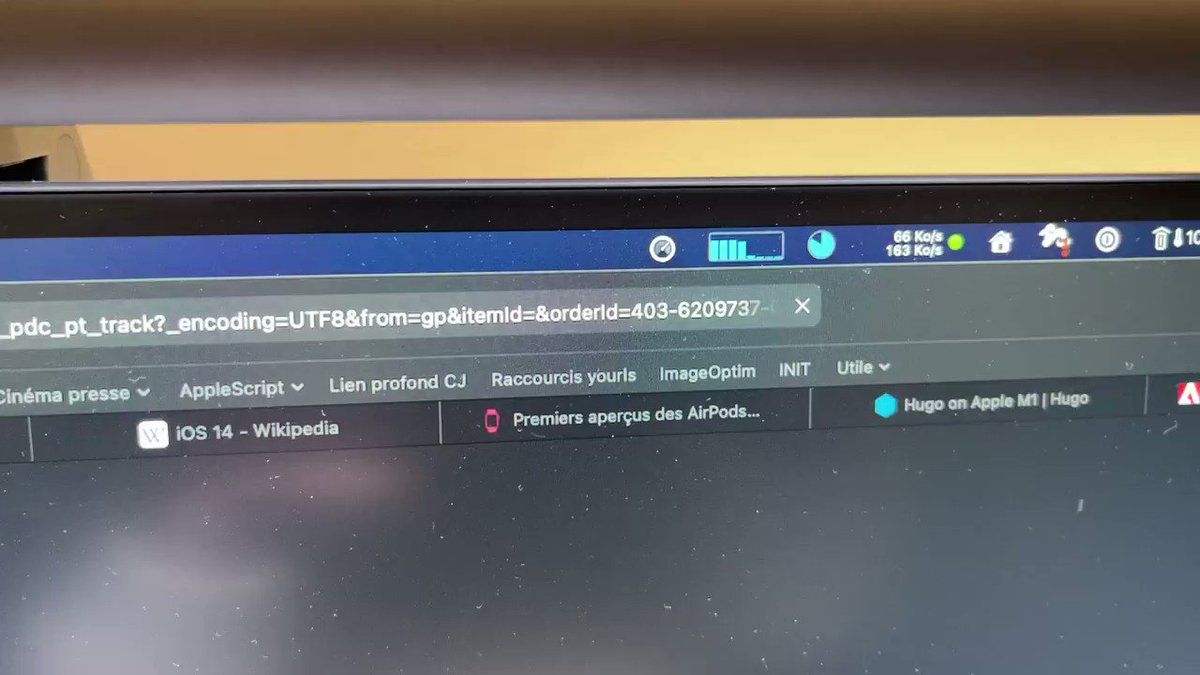 66 Ko/s
163 Ko/s
10
_pdc_pt_track?_encoding=UTF8&from=gp&itemId=&orderId=403-6209737-
Cinéma presse AppleScript Lien profond CJ Raccourcis yourls ImageOptim INIT Utile
W iOS 14 - Wikipedia Premiers aperçus des AirPods... Hugo on Apple M1 | Hugo